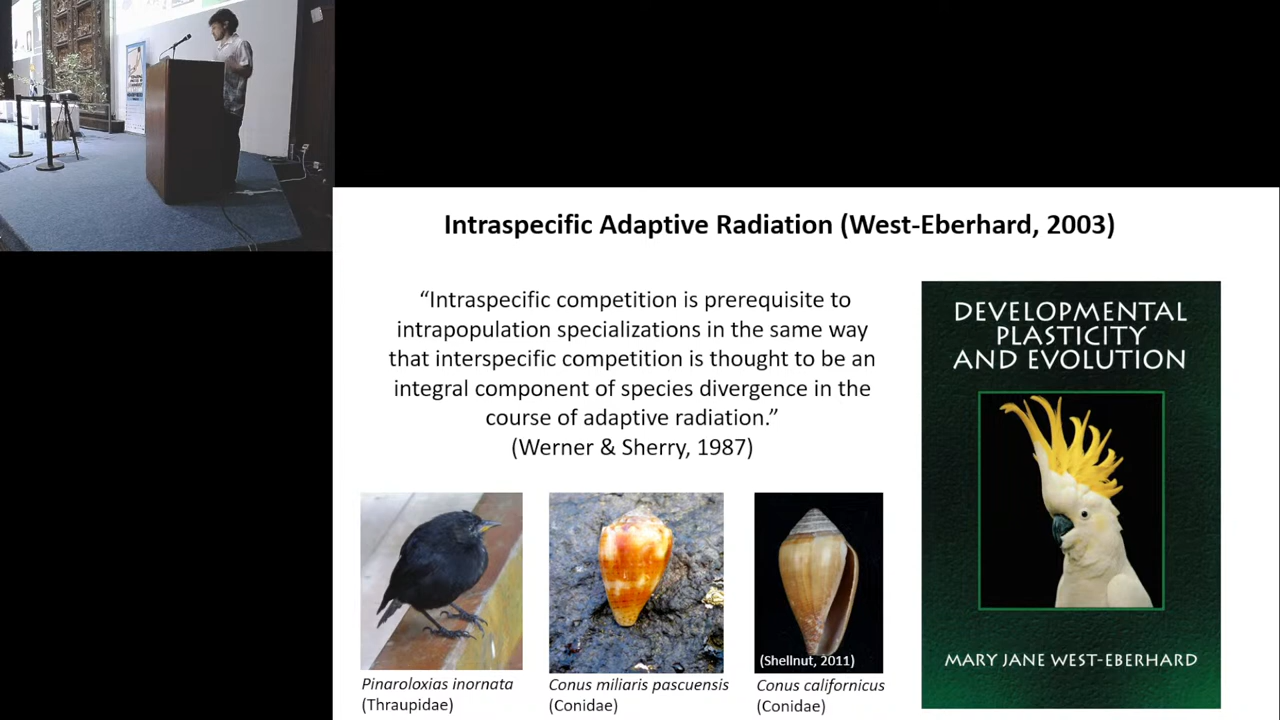 Intraspecific Adaptive Radiation (West-Eberhard, 2003)
“Intraspecific competition is prerequisite to
intrapopulation specializations in the same way
that interspecific competition is thought to be an
integral component of species divergence in the
course of adaptive radiation.”
(Werner & Sherry, 1987)
DEVELOPMENTAL
PLASTICITY
AND EVOLUTION
MARY JANE WEST-EBERHARD
(Shellnut, 2011)
Pinaroloxias inornata
(Thraupidae)
Conus miliaris pascuensis
(Conidae)
Conus californicus
(Conidae)